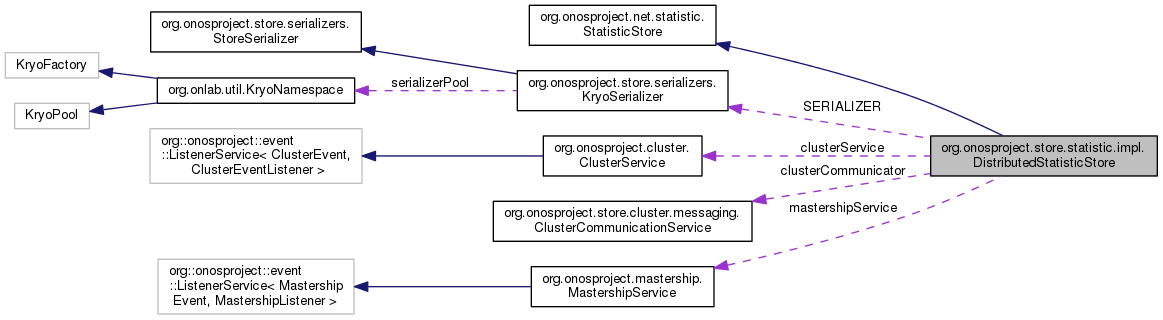 org.onosproject.store.serializers.
StoreSerializer
org.onosproject.net.statistic.
StatisticStore
KryoFactory
org.onlab.util.KryoNamespace
serializerPool
org.onosproject.store.serializers.
KryoSerializer
KryoPool
SERIALIZER
org::onosproject::event
::ListenerService< ClusterEvent,
ClusterEventListener >
org.onosproject.cluster.
ClusterService
clusterService
org.onosproject.store.statistic.impl.
DistributedStatisticStore
clusterCommunicator
org.onosproject.store.cluster.messaging.
ClusterCommunicationService
mastershipService
org::onosproject::event
::ListenerService< Mastership
Event, MastershipListener >
org.onosproject.mastership.
MastershipService